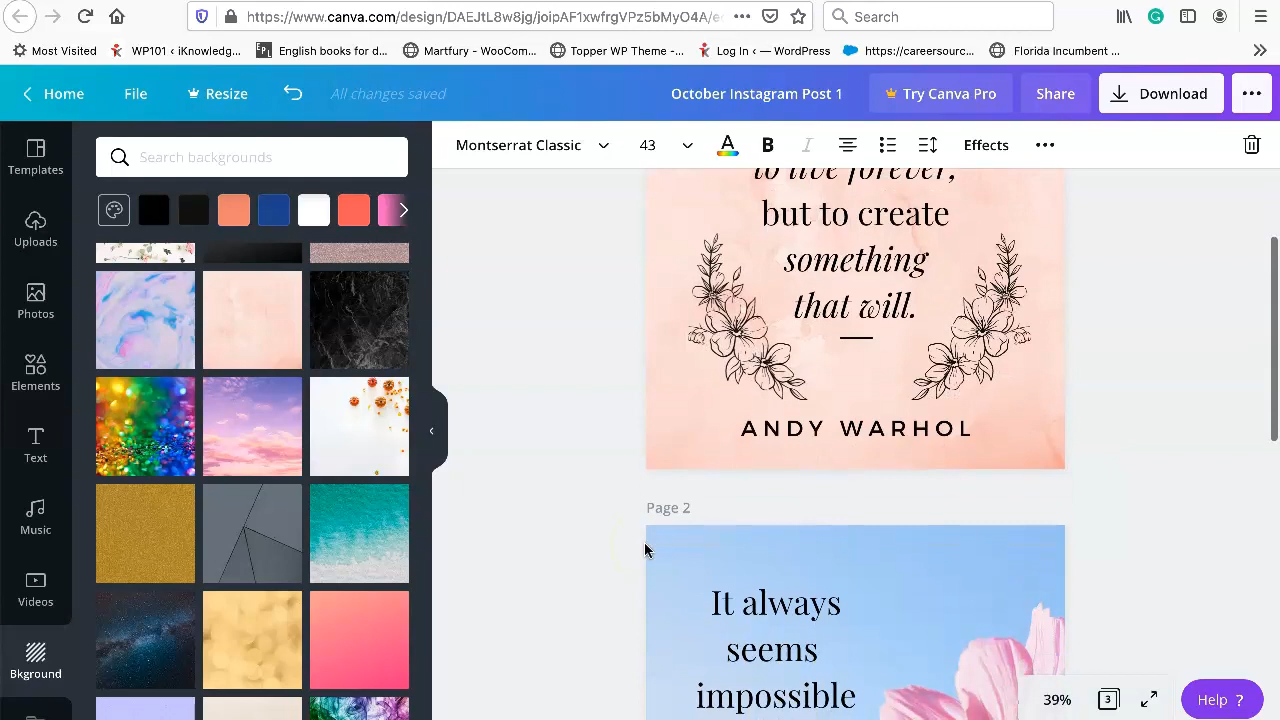 https://www.canva.com/design/DAEJtL8w8jg/joipAF1xwfrgVPz5bMyO4A/e
Search
Most Visited
WP101 ‹ iKnowledg...
English books for d...
Martfury – WooCom...
Topper WP Theme -...
Log In ‹ — WordPress
https://careersourc...
Florida Incumbent ...
Home
File
Resize
All changes saved
October Instagram Post 1
Try Canva Pro
Share
Download
Templates
Uploads
Photos
Elements
Text
Music
Videos
Bkground
Search backgrounds
Montserrat Classic
43
A
B
I
Effects
to live forever,
but to create
something
that will.
ANDY WARHOL
Page 2
It always
seems
impossible
39%
3
Help ?